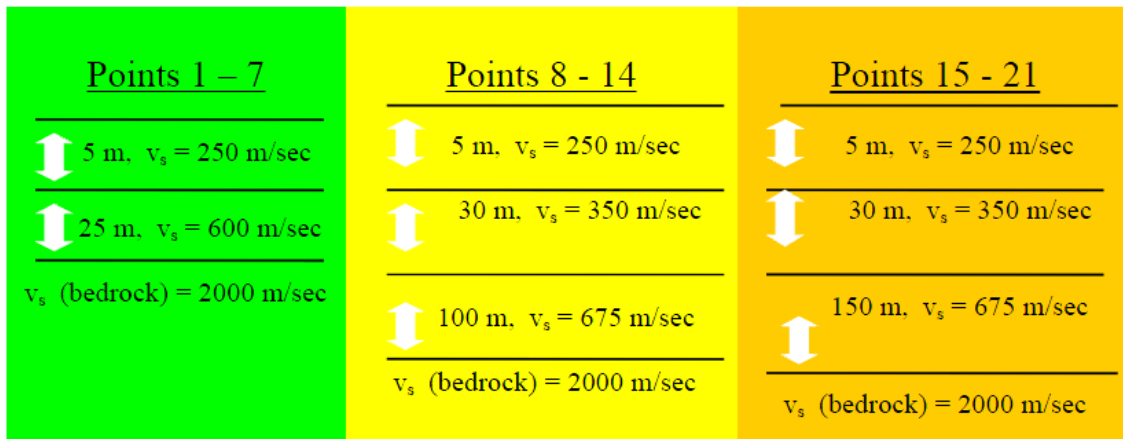 Points 1 – 7
5 m, vs = 250 m/sec
25 m, vs = 600 m/sec
vs (bedrock) = 2000 m/sec
Points 8 - 14
5 m, vs = 250 m/sec
30 m, vs = 350 m/sec
100 m, vs = 675 m/sec
vs (bedrock) = 2000 m/sec
Points 15 - 21
5 m, vs = 250 m/sec
30 m, vs = 350 m/sec
150 m, vs = 675 m/sec
vs (bedrock) = 2000 m/sec